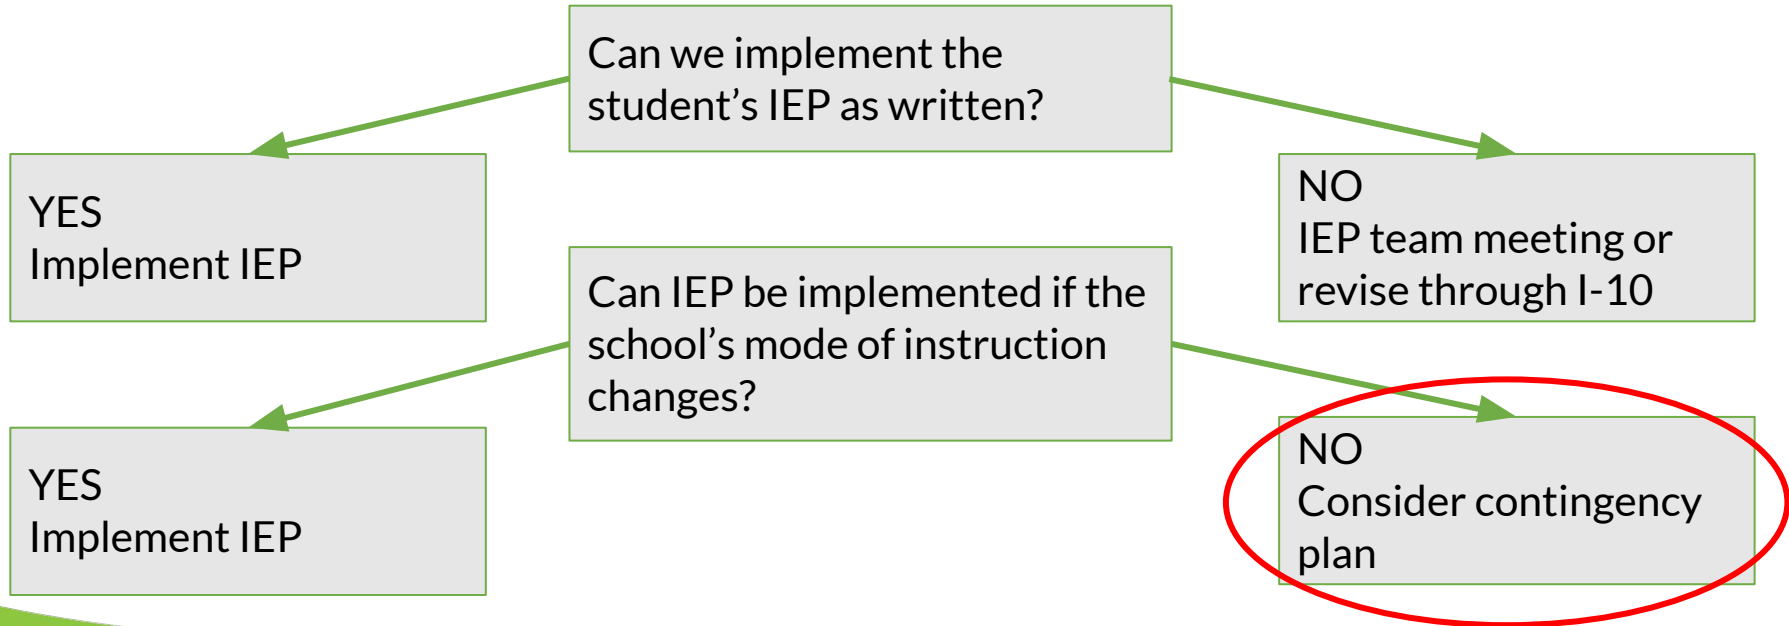 Can we implement the
student’s IEP as written?
YES
Implement IEP
NO
IEP team meeting or
revise through I-10
Can IEP be implemented if the
school’s mode of instruction
changes?
YES
Implement IEP
NO
Consider contingency
plan